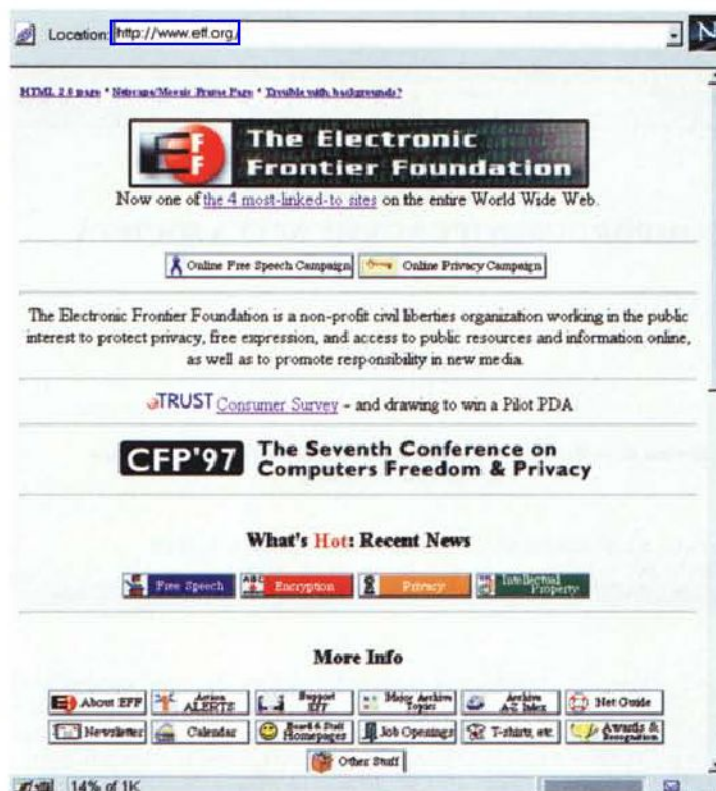 Location: http://www.eff.org/
N
HTML 2.0 page * Netscape/Mosaic Frame Page * Trouble with backgrounds?
EFF
The Electronic
Frontier Foundation
Now one of the 4 most-linked-to sites on the entire World Wide Web.
Online Free Speech Campaign Online Privacy Campaign
The Electronic Frontier Foundation is a non-profit civil liberties organization working in the public
interest to protect privacy, free expression, and access to public resources and information online,
as well as to promote responsibility in new media.
eTRUST Consumer Survey - and drawing to win a Pilot PDA
CFP'97 The Seventh Conference on
Computers Freedom & Privacy
What's Hot: Recent News
Free Speech ABC Encryption Privacy Intellectual Property
More Info
About EFF Action ALERTS Support EFF Major Archive Topics Archive A-Z Index Net Guide
Newsletter Calendar Board & Staff Homepages Job Openings T-shirts, etc. Awards & Recognition
Other Stuff
14% of 1K